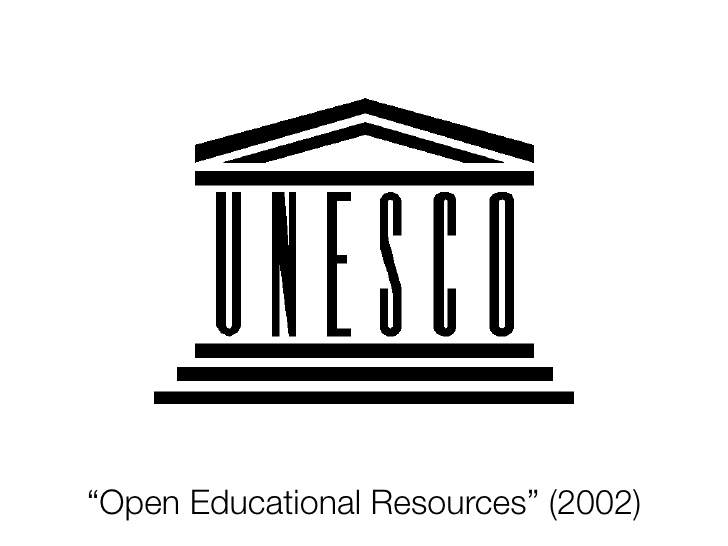 UNESCO
“Open Educational Resources” (2002)